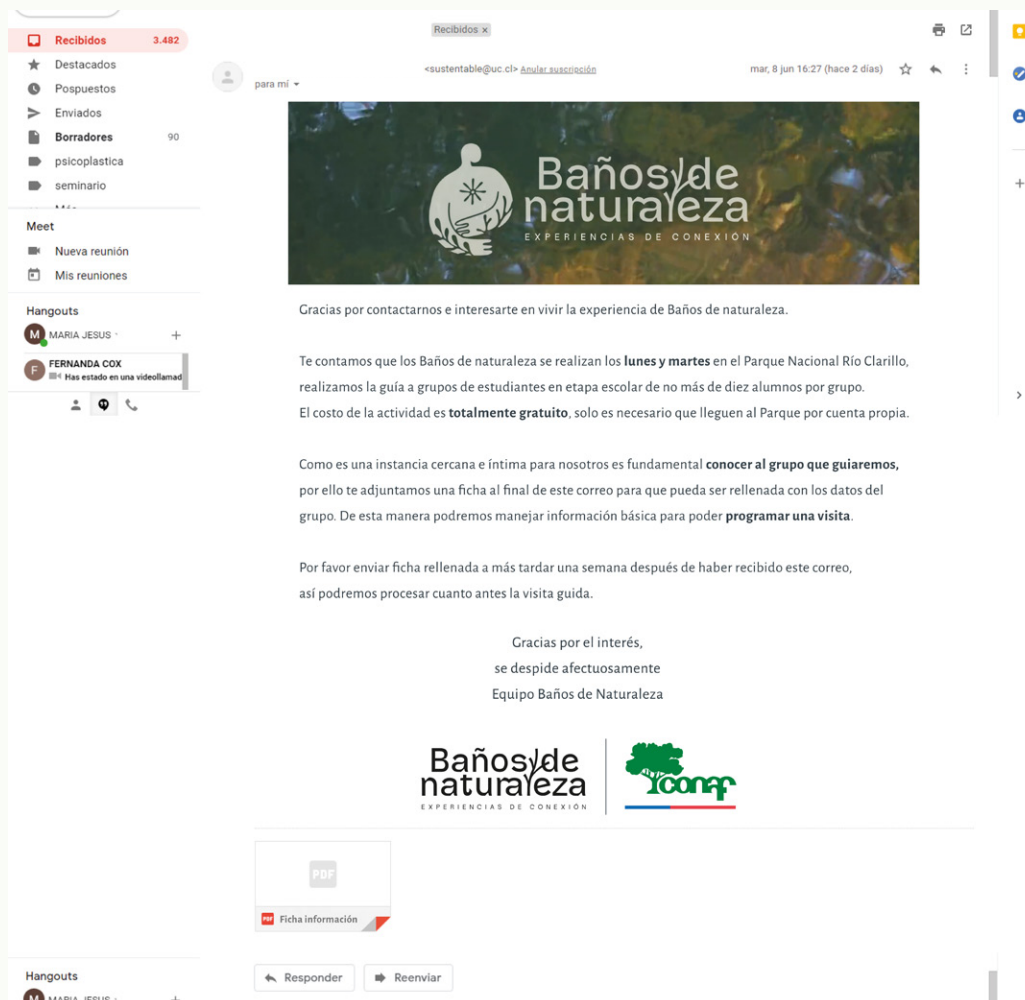 Recibidos 3.482
Destacados
Pospuestos
Enviados
Borradores 90
psicoplastica
seminario
Meet
Nueva reunión
Mis reuniones
Hangouts
M MARIA JESUS
F FERNANDA COX
Has estado en una videollamad
Recibidos x
<sustentable@uc.cl> Anular suscripción mar, 8 jun 16:27 (hace 2 días)
para mí
Baños de
naturaleza
EXPERIENCIAS DE CONEXIÓN
Gracias por contactarnos e interesarte en vivir la experiencia de Baños de naturaleza.
Te contamos que los Baños de naturaleza se realizan los lunes y martes en el Parque Nacional Río Clarillo,
realizamos la guía a grupos de estudiantes en etapa escolar de no más de diez alumnos por grupo.
El costo de la actividad es totalmente gratuito, solo es necesario que lleguen al Parque por cuenta propia.
Como es una instancia cercana e íntima para nosotros es fundamental conocer al grupo que guiaremos,
por ello te adjuntamos una ficha al final de este correo para que pueda ser rellenada con los datos del
grupo. De esta manera podremos manejar información básica para poder programar una visita.
Por favor enviar ficha rellenada a más tardar una semana después de haber recibido este correo,
así podremos procesar cuanto antes la visita guida.
Gracias por el interés,
se despide afectuosamente
Equipo Baños de Naturaleza
Baños de
naturaleza
EXPERIENCIAS DE CONEXIÓN
conaf
PDF
PDF Ficha información
Responder Reenviar
Hangouts
M MARIA JESUS